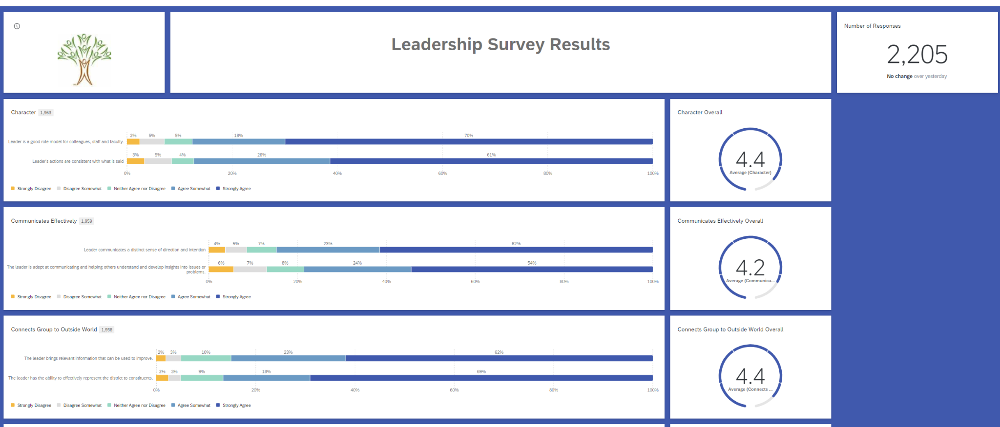 Leadership Survey Results
Number of Responses
2,205
No change over yesterday
Character 1,963
2% 5% 5% 18% 70%
Leader is a good role model for colleagues, staff and faculty.
3% 5% 4% 26% 61%
Leader's actions are consistent with what is said
0% 20% 40% 60% 80% 100%
Strongly Disagree Disagree Somewhat Neither Agree nor Disagree Agree Somewhat Strongly Agree
Character Overall
4.4
Average (Character)
Communicates Effectively 1,959
4% 5% 7% 23% 62%
Leader communicates a distinct sense of direction and intention
6% 7% 8% 24% 54%
The leader is adept at communicating and helping others understand and develop insights into issues or
problems.
0% 20% 40% 60% 80% 100%
Strongly Disagree Disagree Somewhat Neither Agree nor Disagree Agree Somewhat Strongly Agree
Communicates Effectively Overall
4.2
Average (Communica...
Connects Group to Outside World 1,958
2% 3% 10% 23% 62%
The leader brings relevant information that can be used to improve.
2% 3% 9% 18% 69%
The leader has the ability to effectively represent the district to constituents.
0% 20% 40% 60% 80% 100%
Strongly Disagree Disagree Somewhat Neither Agree nor Disagree Agree Somewhat Strongly Agree
Connects Group to Outside World Overall
4.4
Average (Connects ...